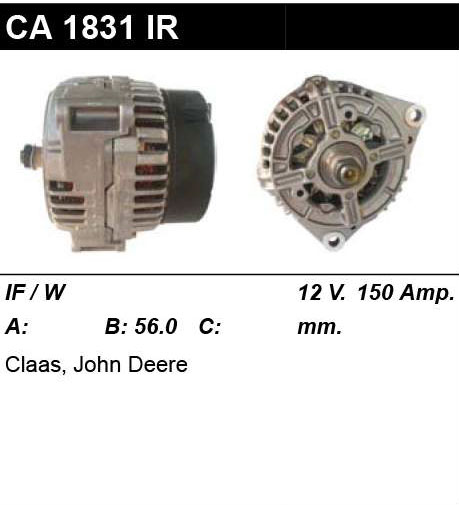 CA 1831 IR
IF / W 12 V. 150 Amp.
A: B: 56.0 C: mm.
Claas, John Deere